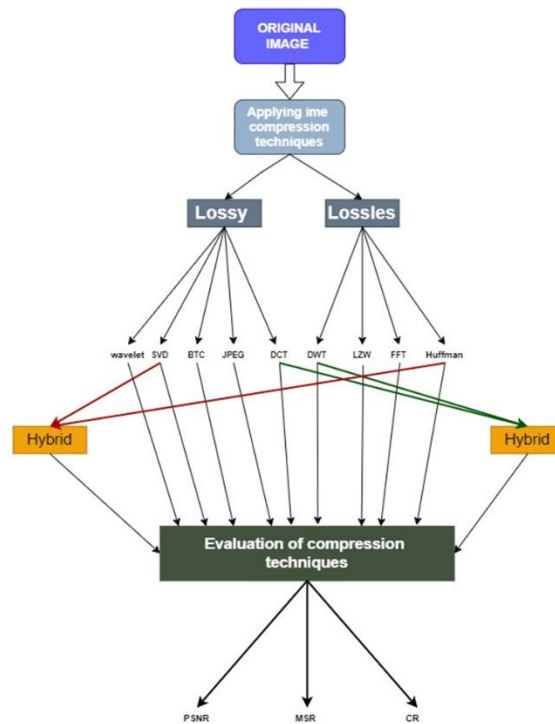 ORIGINAL
IMAGE
Applying ime
compression
techniques
Lossy
Lossles
wavelet
SVD
BTC
JPEG
DCT
DWT
LZW
FFT
Huffman
Hybrid
Hybrid
Evaluation of compression
techniques
PSNR
MSR
CR